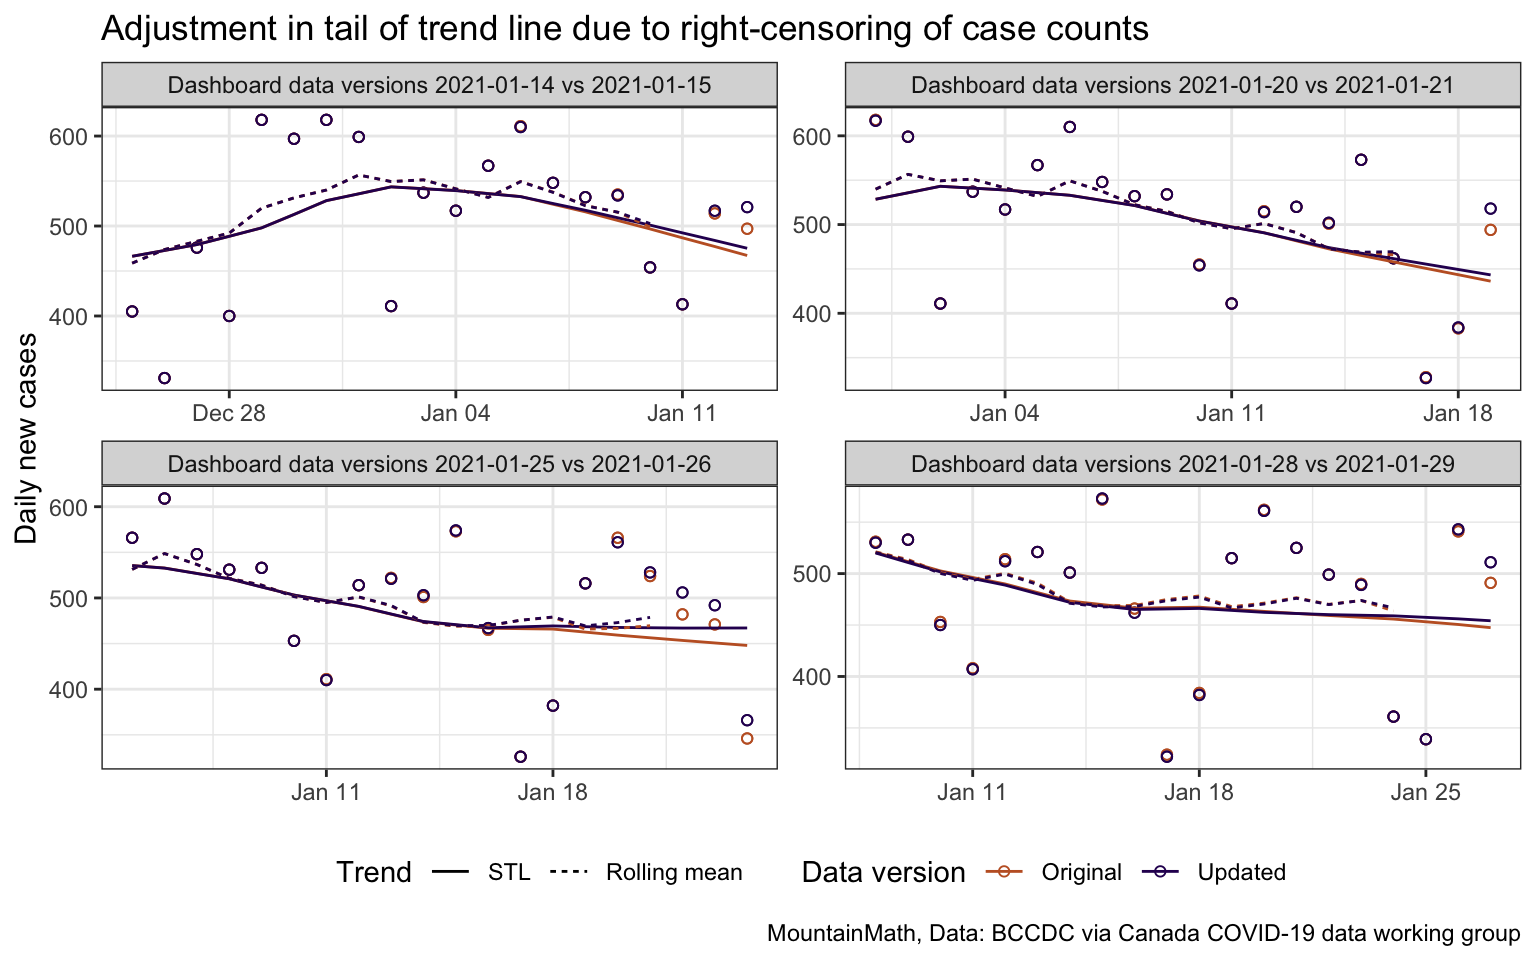 Adjustment in tail of trend line due to right-censoring of case counts
Dashboard data versions 2021-01-14 vs 2021-01-15
Dashboard data versions 2021-01-20 vs 2021-01-21
600
500
400
600
500
400
Dec 28
Jan 04
Jan 11
Jan 04
Jan 11
Jan 18
Daily new cases
Dashboard data versions 2021-01-25 vs 2021-01-26
Dashboard data versions 2021-01-28 vs 2021-01-29
600
500
400
500
400
Jan 11
Jan 18
Jan 11
Jan 18
Jan 25
Trend STL Rolling mean Data version Original Updated
MountainMath, Data: BCCDC via Canada COVID-19 data working group